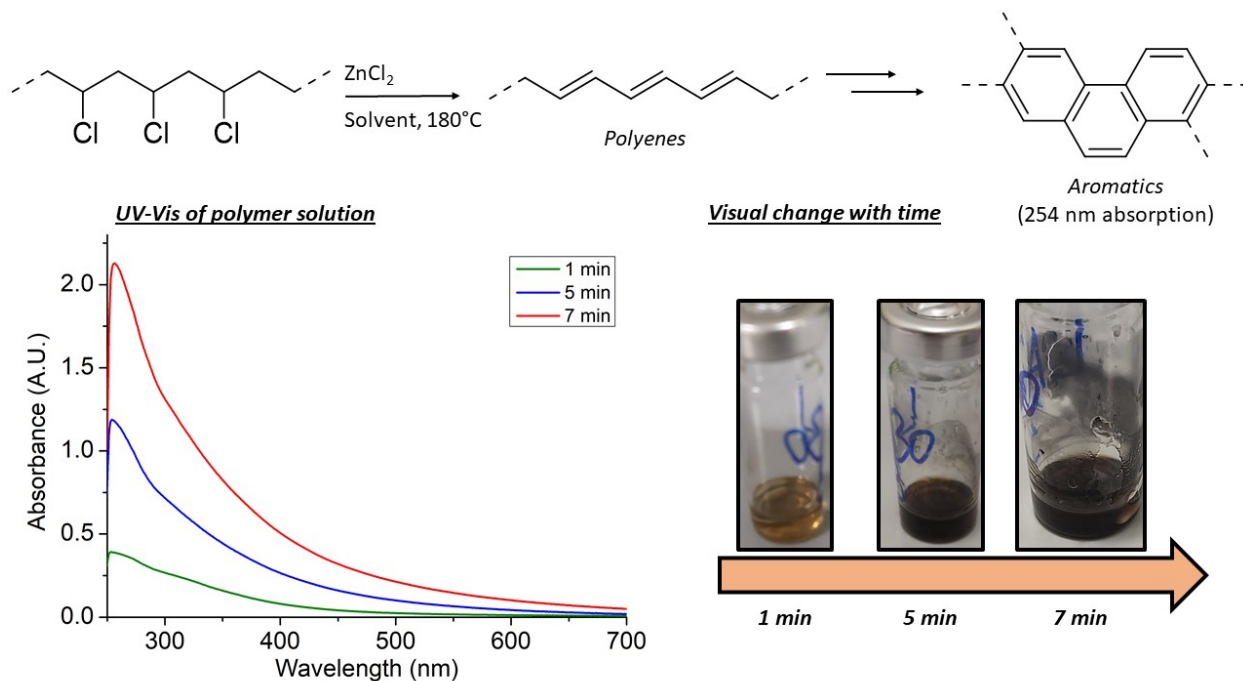 ZnCl₂
Solvent, 180°C
Cl
Cl
Cl
Polyenes
Aromatics
(254 nm absorption)
UV-Vis of polymer solution
Absorbance (A.U.)
2.0
1.5
1.0
0.5
0.0
1 min
5 min
7 min
300
400
500
600
700
Wavelength (nm)
Visual change with time
1 min
5 min
7 min